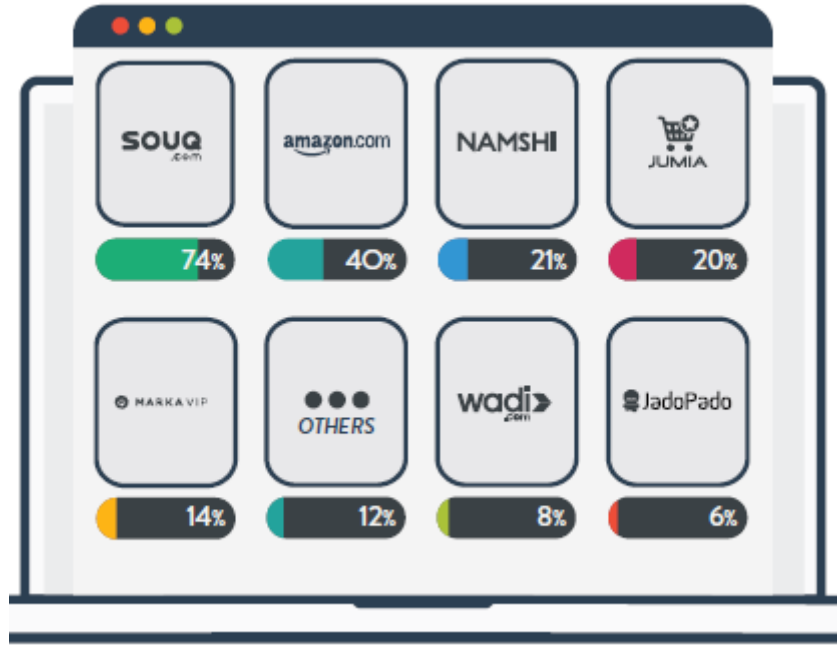 SOUQ
.com
amazon.com
NAMSHI
JUMIA
74%
40%
21%
20%
MARKAVIP
OTHERS
wadi
.com
JadoPado
14%
12%
8%
6%